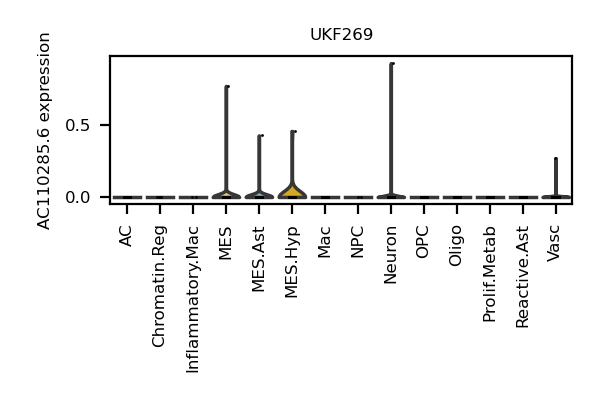 UKF269
AC110285.6 expression
0.5
0.0
AC
Chromatin.Reg
Inflammatory.Mac
MES
MES.Ast
MES.Hyp
Mac
NPC
Neuron
OPC
Oligo
Prolif.Metab
Reactive.Ast
Vasc